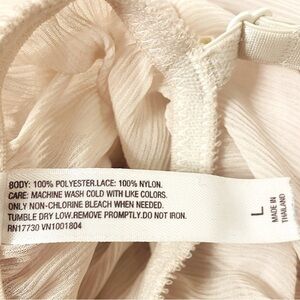 BODY: 100% POLYESTER.LACE: 100% NYLON.
CARE: MACHINE WASH COLD WITH LIKE COLORS.
ONLY NON-CHLORINE BLEACH WHEN NEEDED.
TUMBLE DRY LOW.REMOVE PROMPTLY.DO NOT IRON.
RN17730 VN1001804
L
MADE IN
THAILAND